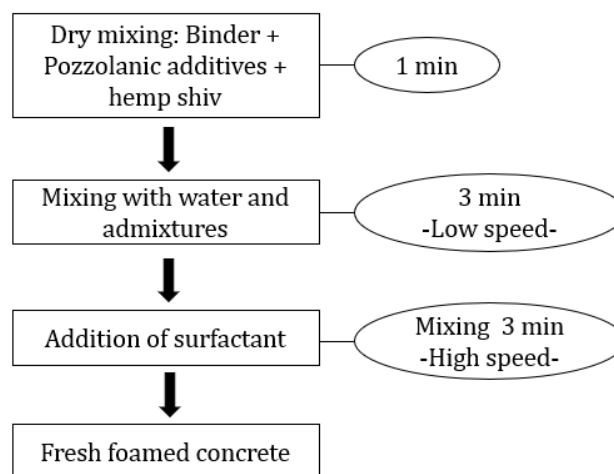 Dry mixing: Binder +
Pozzolanic additives +
hemp shiv
1 min
Mixing with water and
admixtures
3 min
-Low speed-
Addition of surfactant
Mixing 3 min
-High speed-
Fresh foamed concrete